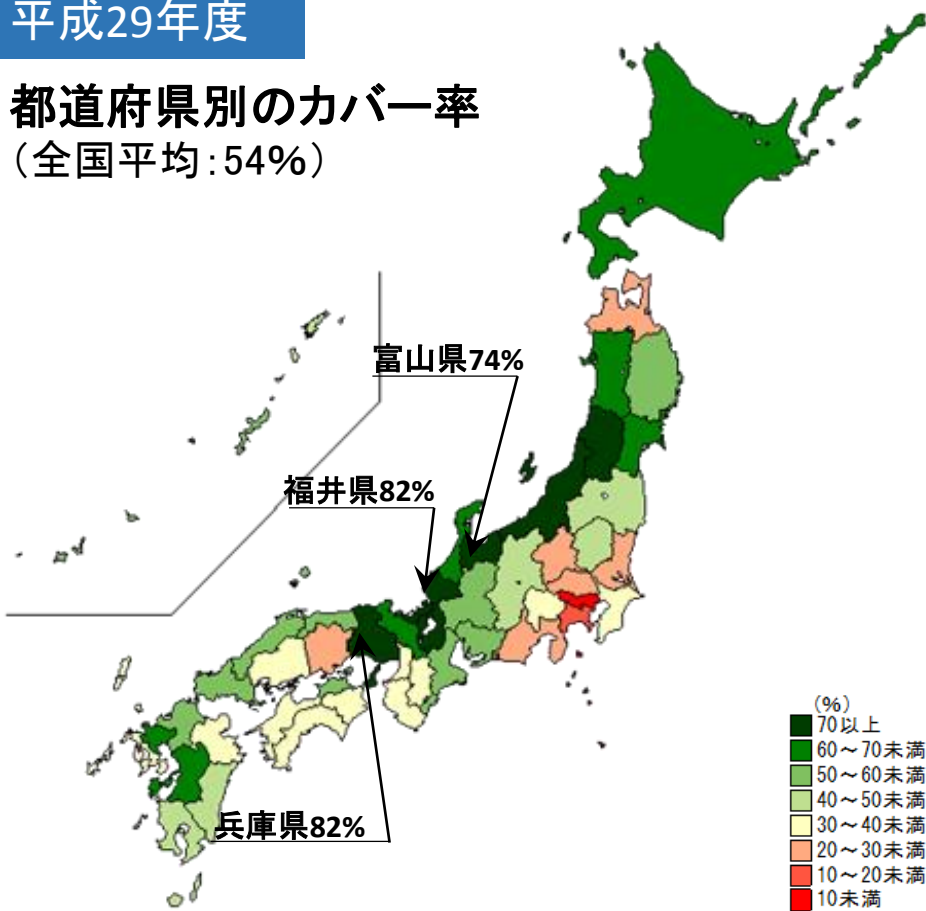 平成29年度
都道府県別のカバー率
（全国平均：54%）
富山県74%
福井県82%
兵庫県82%
(%)
70以上
60～70未満
50～60未満
40～50未満
30～40未満
20～30未満
10～20未満
10未満